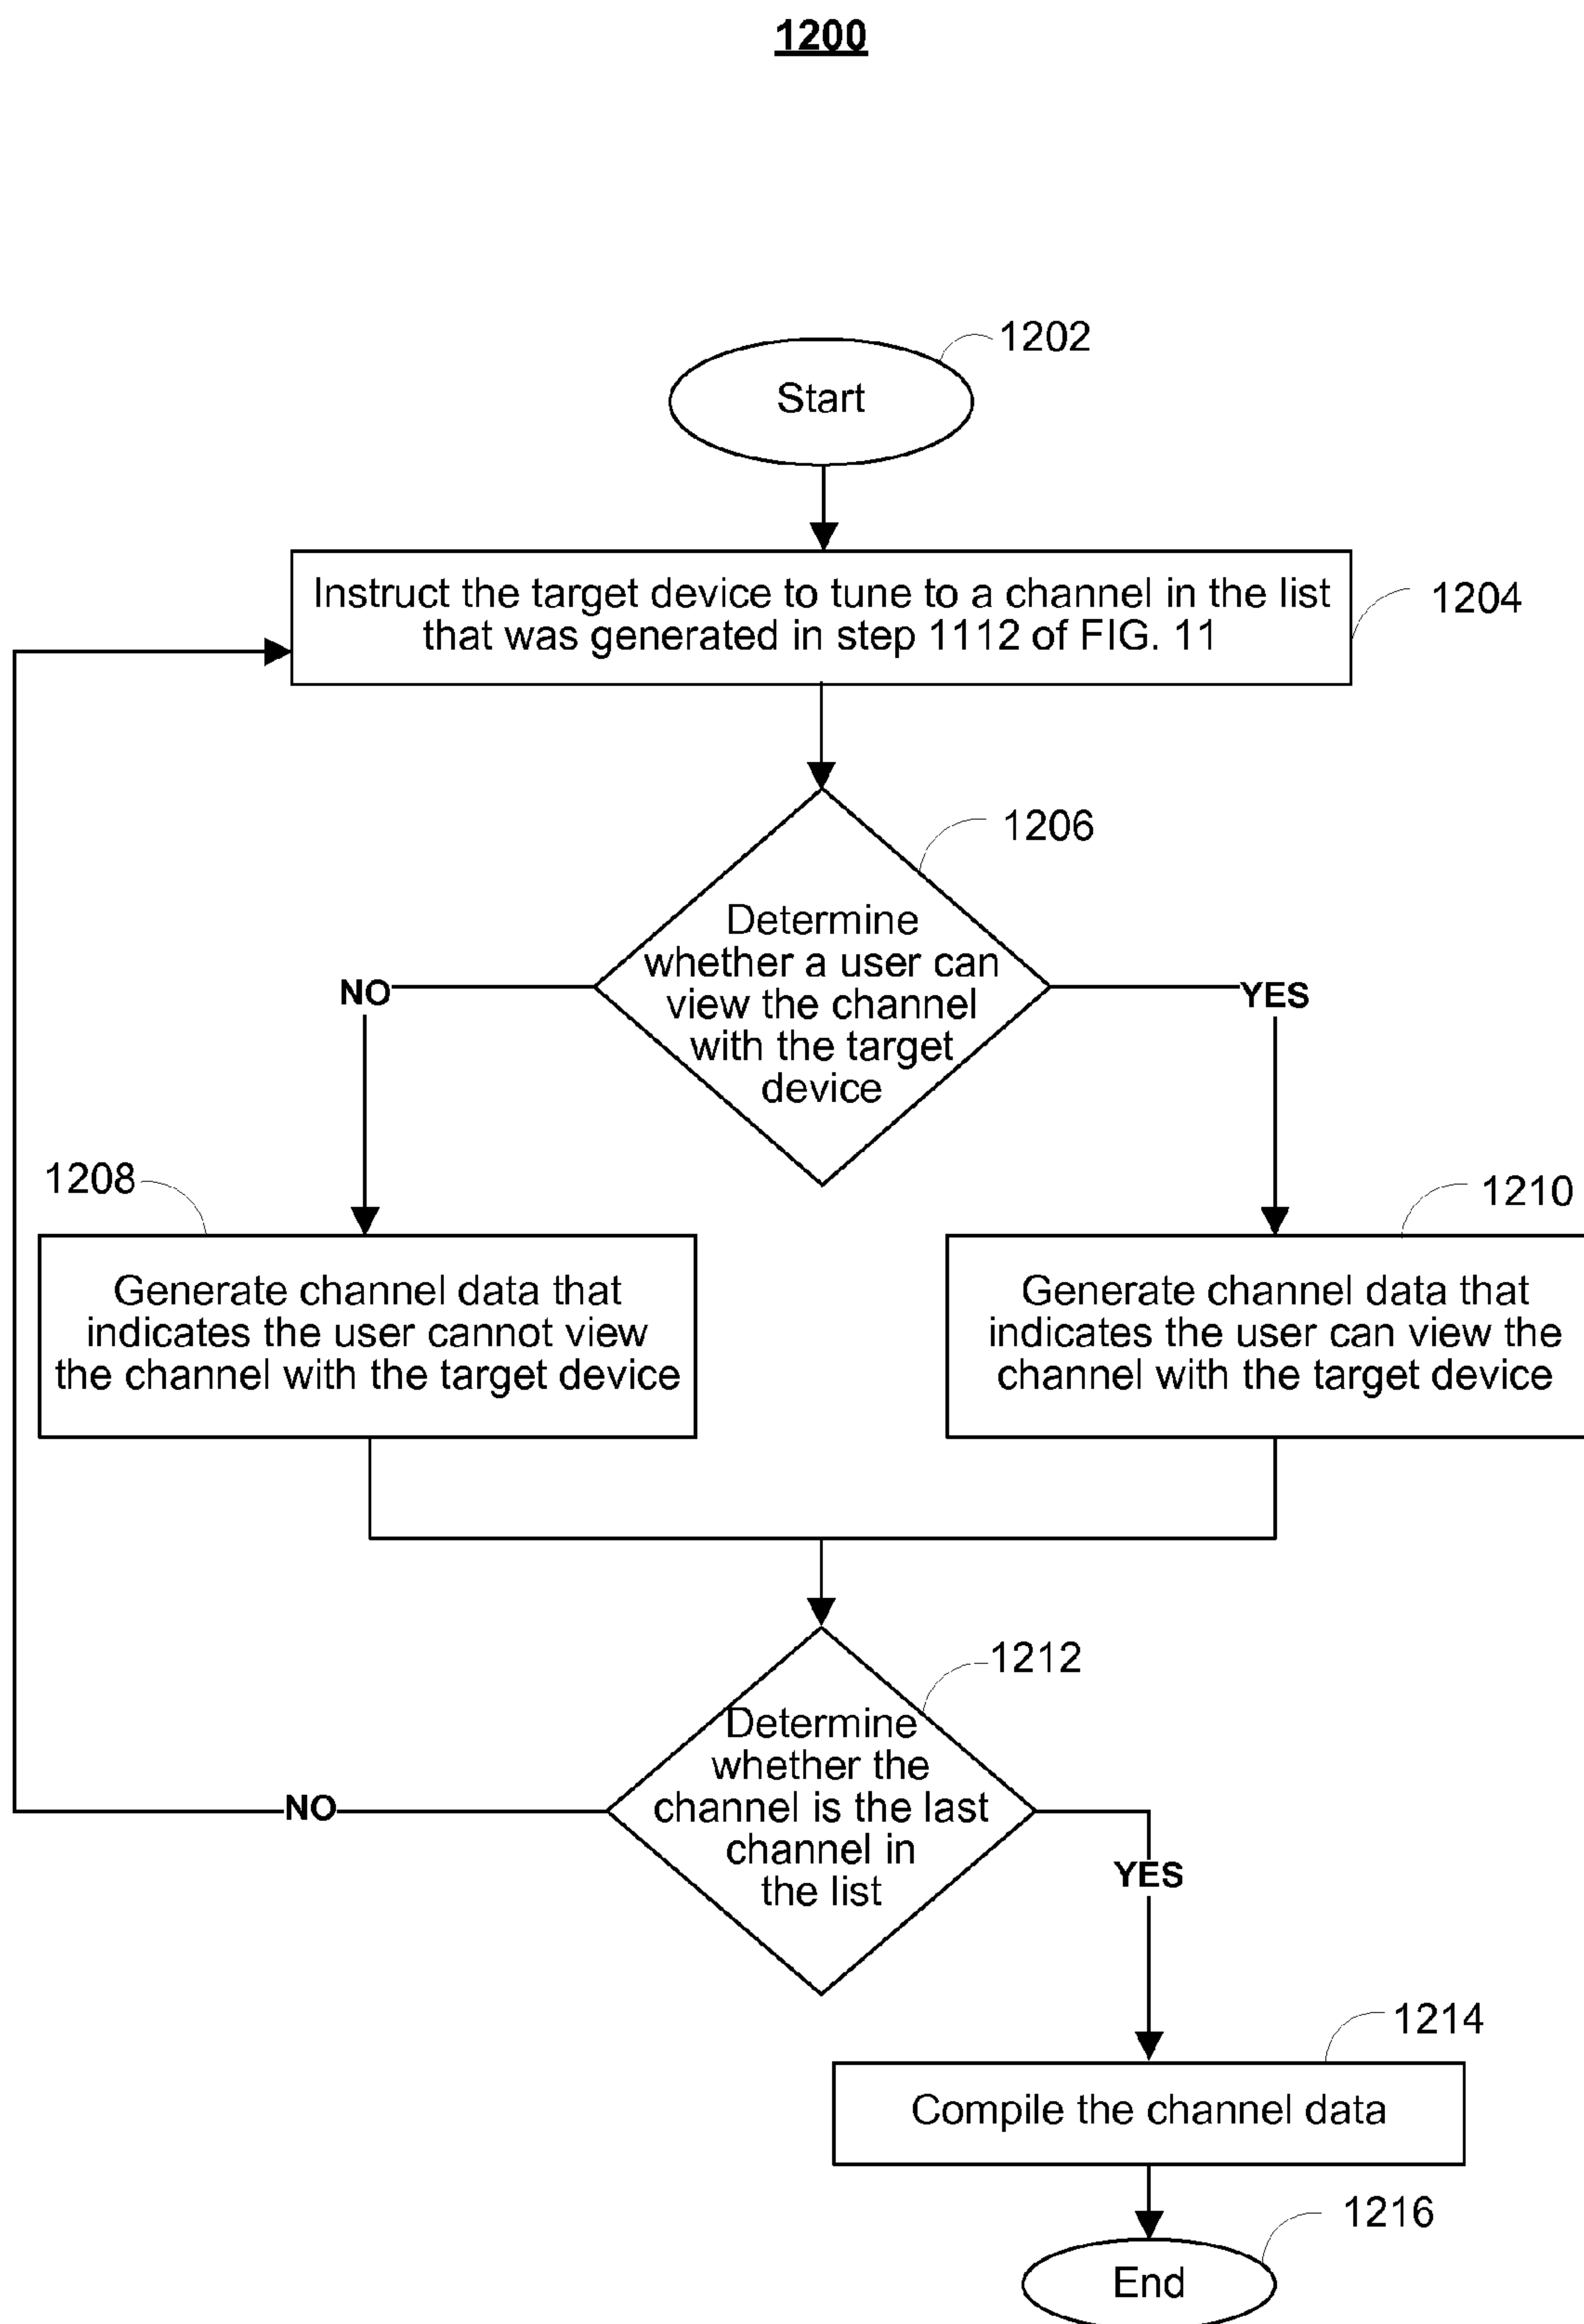 1200
1202
Start
Instruct the target device to tune to a channel in the list
that was generated in step 1112 of FIG. 11
1204
1206
Determine
whether a user can
view the channel
with the target
device
NO
YES
1208
1210
Generate channel data that
indicates the user cannot view
the channel with the target device
Generate channel data that
indicates the user can view the
channel with the target device
1212
Determine
whether the
channel is the last
channel in
the list
NO
YES
1214
Compile the channel data
1216
End